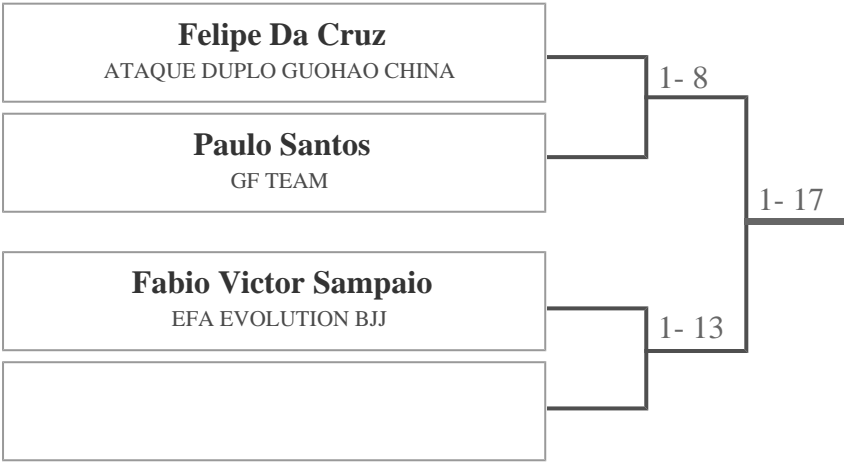 Felipe Da Cruz
ATAQUE DUPLO GUOHAO CHINA
1- 8
Paulo Santos
GF TEAM
1- 17
Fabio Victor Sampaio
EFA EVOLUTION BJJ
1- 13